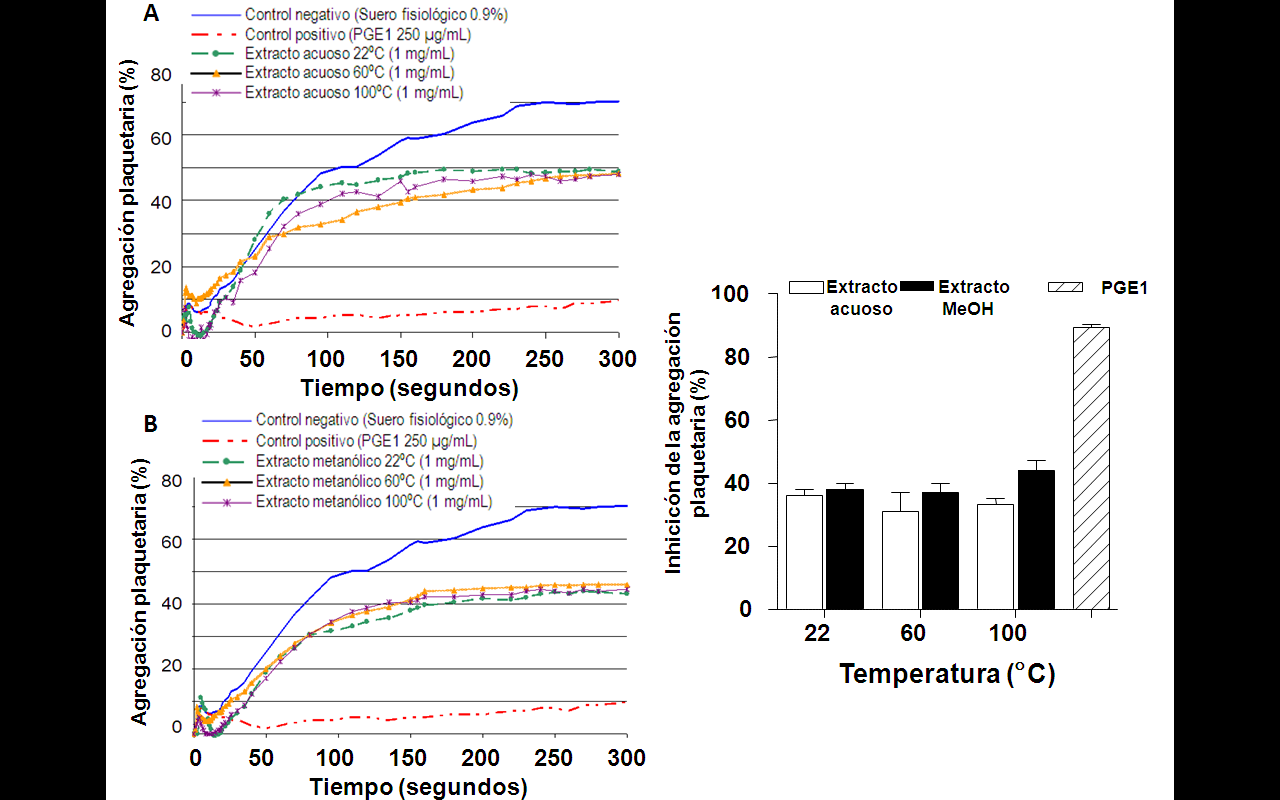 A
Control negativo (Suero fisiológico 0.9%)
Control positivo (PGE1 250 µg/mL)
Extracto acuoso 22ºC (1 mg/mL)
Extracto acuoso 60ºC (1 mg/mL)
Extracto acuoso 100ºC (1 mg/mL)
Agregación plaquetaria (%)
80
60
40
20
0
0 50 100 150 200 250 300
Tiempo (segundos)
B
Control negativo (Suero fisiológico 0.9%)
Control positivo (PGE1 250 µg/mL)
Extracto metanólico 22ºC (1 mg/mL)
Extracto metanólico 60ºC (1 mg/mL)
Extracto metanólico 100ºC (1 mg/mL)
Agregación plaquetaria (%)
80
60
40
20
0
0 50 100 150 200 250 300
Tiempo (segundos)
Extracto
acuoso
Extracto
MeOH
PGE1
Inhicicón de la agregación
plaquetaria (%)
100
80
60
40
20
0
22 60 100
Temperatura (°C)